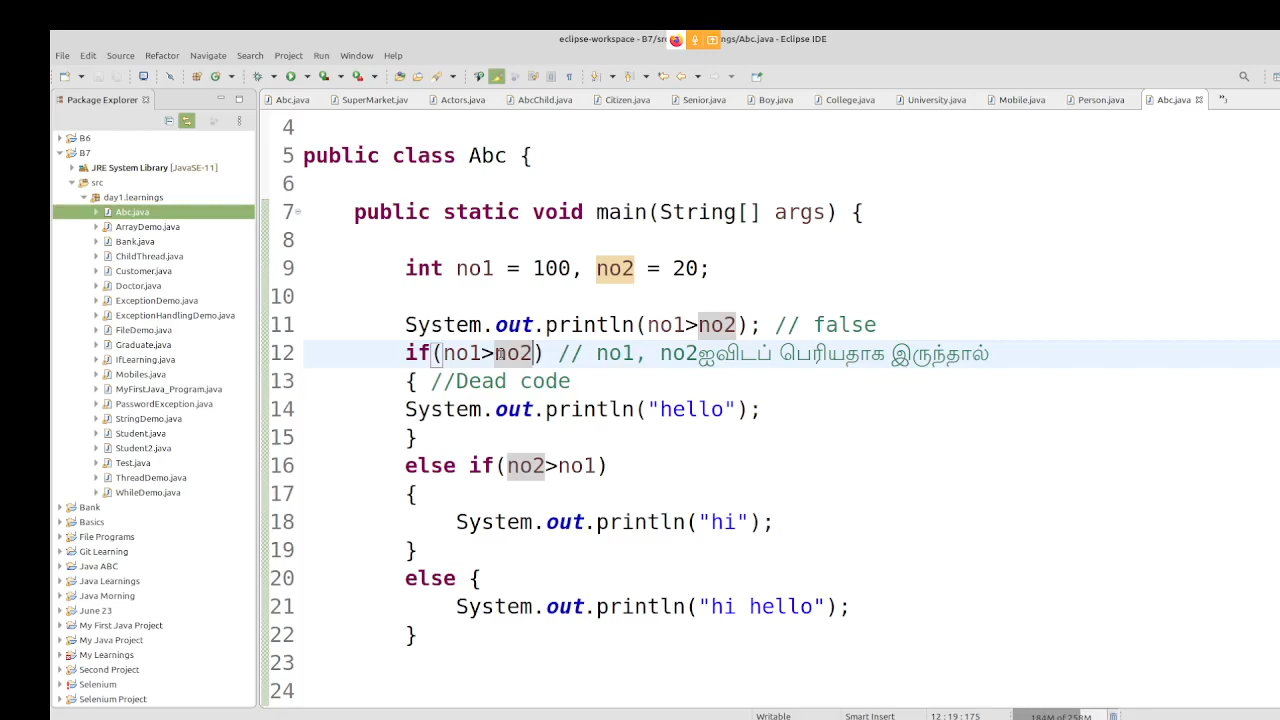 eclipse-workspace - B7/src ngs/Abc.java - Eclipse IDE
File Edit Source Refactor Navigate Search Project Run Window Help
Package Explorer
Abc.java SuperMarket.jav Actors.java AbcChild.java Citizen.java Senior.java Boy.java College.java University.java Mobile.java Person.java Abc.java
B6
B7
JRE System Library [JavaSE-11]
src
day1.learnings
Abc.java
ArrayDemo.java
Bank.java
ChildThread.java
Customer.java
Doctor.java
ExceptionDemo.java
ExceptionHandlingDemo.java
FileDemo.java
Graduate.java
IfLearning.java
Mobiles.java
MyFirstJava_Program.java
PasswordException.java
StringDemo.java
Student.java
Student2.java
Test.java
ThreadDemo.java
WhileDemo.java
Bank
Basics
File Programs
Git Learning
Java ABC
Java Learnings
Java Morning
June 23
My First Java Project
My Java Project
My Learnings
Second Project
Selenium
Selenium Project
4
5 public class Abc {
6
7 public static void main(String[] args) {
8
9 int no1 = 100, no2 = 20;
10
11 System.out.println(no1>no2); // false
12 if(no1>no2) // no1, no2ஐவிடப் பெரியதாக இருந்தால்
13 { //Dead code
14 System.out.println("hello");
15 }
16 else if(no2>no1)
17 {
18 System.out.println("hi");
19 }
20 else {
21 System.out.println("hi hello");
22 }
23
24
Writable Smart Insert 12 : 19 : 175 184M of 258M